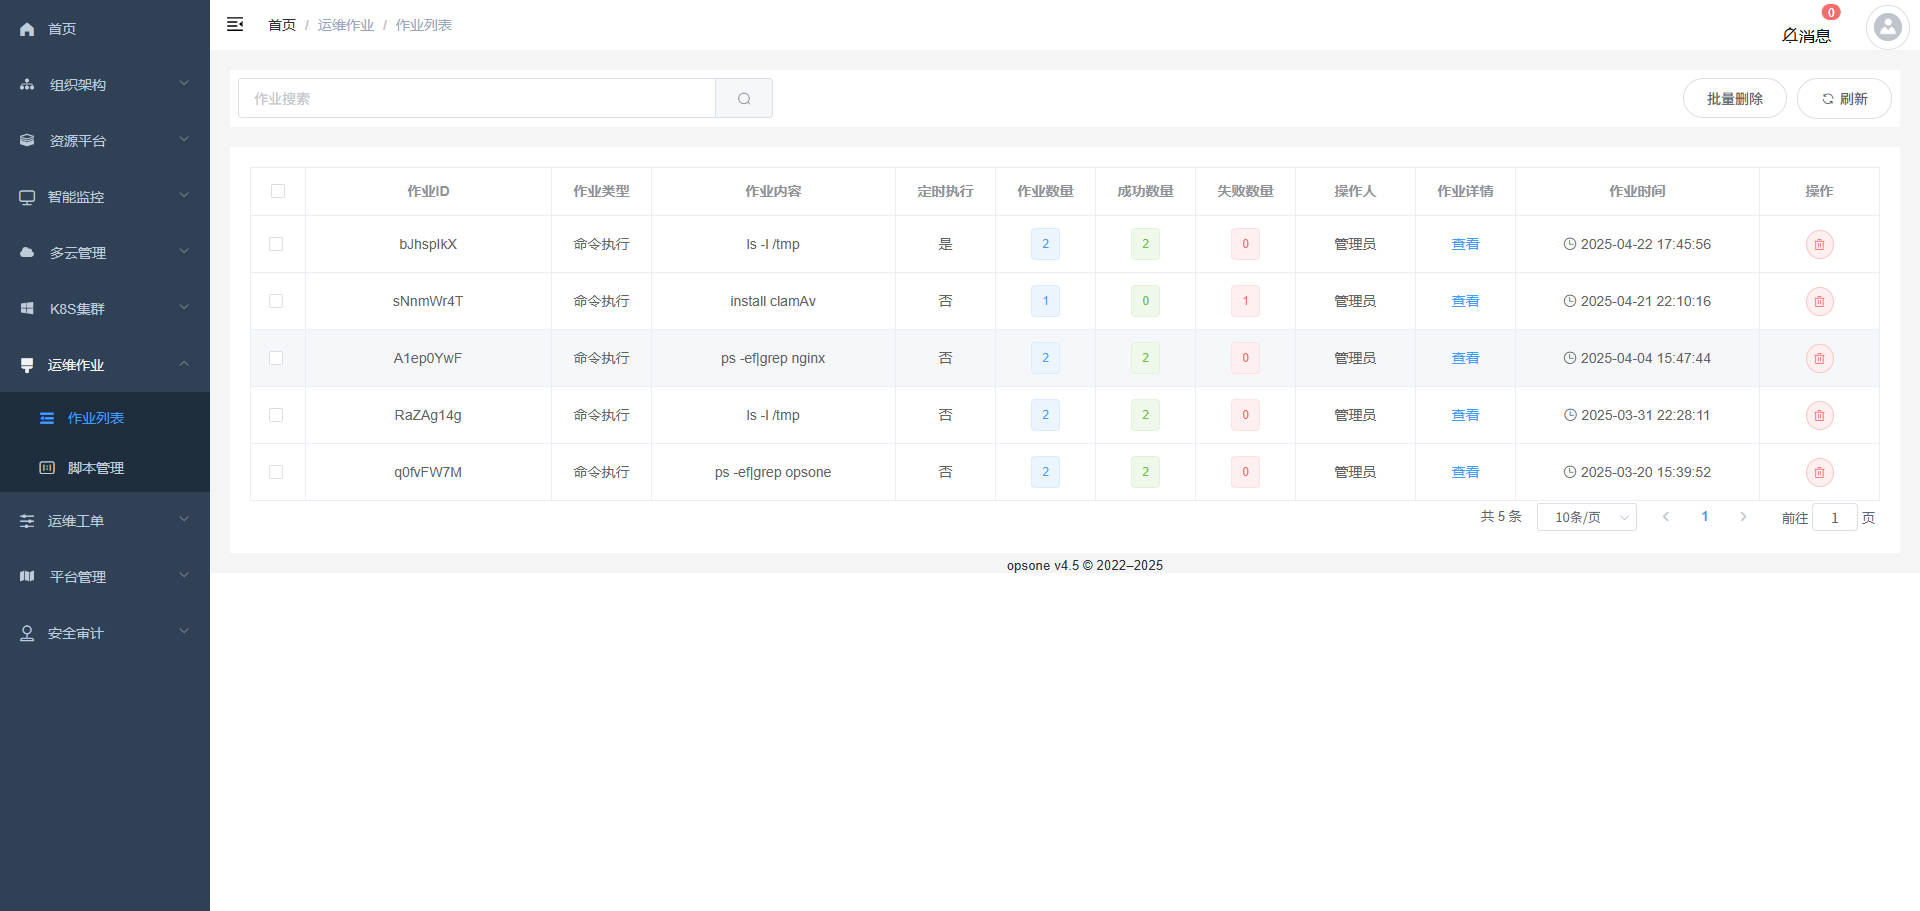 首页
组织架构
资源平台
智能监控
多云管理
K8S集群
运维作业
作业列表
脚本管理
运维工单
平台管理
安全审计
首页 / 运维作业 / 作业列表
0
消息
作业搜索
批量删除
刷新
作业ID 作业类型 作业内容 定时执行 作业数量 成功数量 失败数量 操作人 作业详情 作业时间 操作
bJhsplkX 命令执行 ls -l /tmp 是 2 2 0 管理员 查看 2025-04-22 17:45:56
sNnmWr4T 命令执行 install clamAv 否 1 0 1 管理员 查看 2025-04-21 22:10:16
A1ep0YwF 命令执行 ps -ef|grep nginx 否 2 2 0 管理员 查看 2025-04-04 15:47:44
RaZAg14g 命令执行 ls -l /tmp 否 2 2 0 管理员 查看 2025-03-31 22:28:11
q0fvFW7M 命令执行 ps -ef|grep opsone 否 2 2 0 管理员 查看 2025-03-20 15:39:52
共 5 条 10条/页 1 前往 1 页
opsone v4.5 © 2022–2025